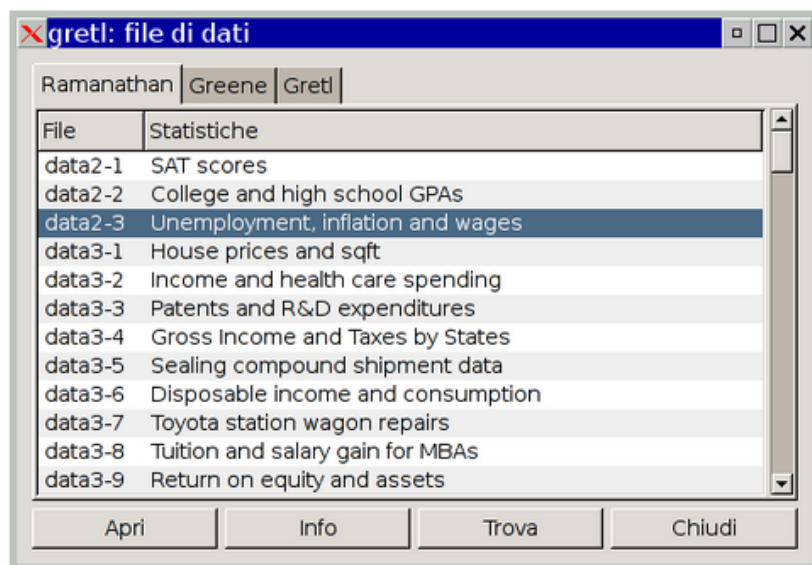 gretl: file di dati
Ramanathan Greene Gretl
File Statistiche
data2-1 SAT scores
data2-2 College and high school GPAs
data2-3 Unemployment, inflation and wages
data3-1 House prices and sqft
data3-2 Income and health care spending
data3-3 Patents and R&D expenditures
data3-4 Gross Income and Taxes by States
data3-5 Sealing compound shipment data
data3-6 Disposable income and consumption
data3-7 Toyota station wagon repairs
data3-8 Tuition and salary gain for MBAs
data3-9 Return on equity and assets
Apri Info Trova Chiudi